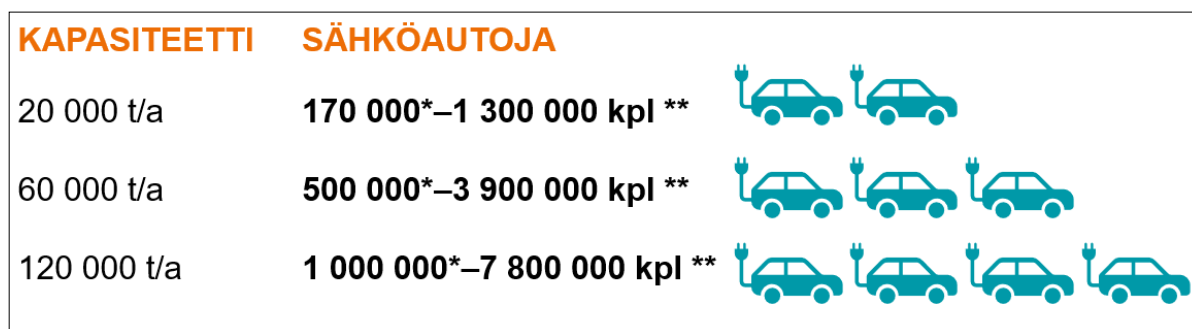 KAPASITEETTI SÄHKÖAUTOJA
20 000 t/a 170 000*–1 300 000 kpl **
60 000 t/a 500 000*–3 900 000 kpl **
120 000 t/a 1 000 000*–7 800 000 kpl **